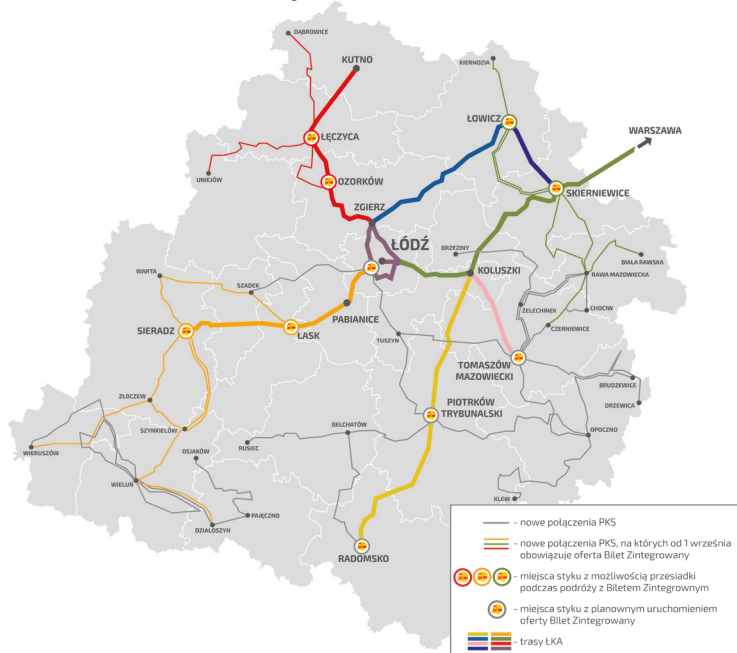 DĄBROWICE
KUTNO
KIERNOZIA
ŁOWICZ
WARSZAWA
ŁĘCZYCA
UNIEJÓW
OZORKÓW
SKIERNIEWICE
ZGIERZ
ŁÓDŹ
BRZEZINY
BIAŁA RAWSKA
KOLUSZKI
RAWA MAZOWIECKA
WARTA
SZADEK
ŻELECHINEK
CHOCIW
PABIANICE
CZERNIEWICE
SIERADZ
ŁASK
TUSZYN
TOMASZÓW
MAZOWIECKI
BRUDZEWICE
ZŁOCZEW
PIOTRKÓW
TRYBUNALSKI
DRZEWICA
SZYNKIELÓW
BEŁCHATÓW
OPOCZNO
WIERUSZÓW
OSJAKÓW
RUSIEC
WIELUŃ
KLEW
PAJĘCZNO
DZIAŁOSZYN
RADOMSKO
- nowe połączenia PKS
- nowe połączenia PKS, na których od 1 września
obowiązuje oferta Bilet Zintegrowany
- miejsca styku z możliwością przesiadki
podczas podróży z Biletem Zintegrownym
- miejsca styku z planownym uruchomieniem
oferty BIlet Zintegrowany
- trasy ŁKA